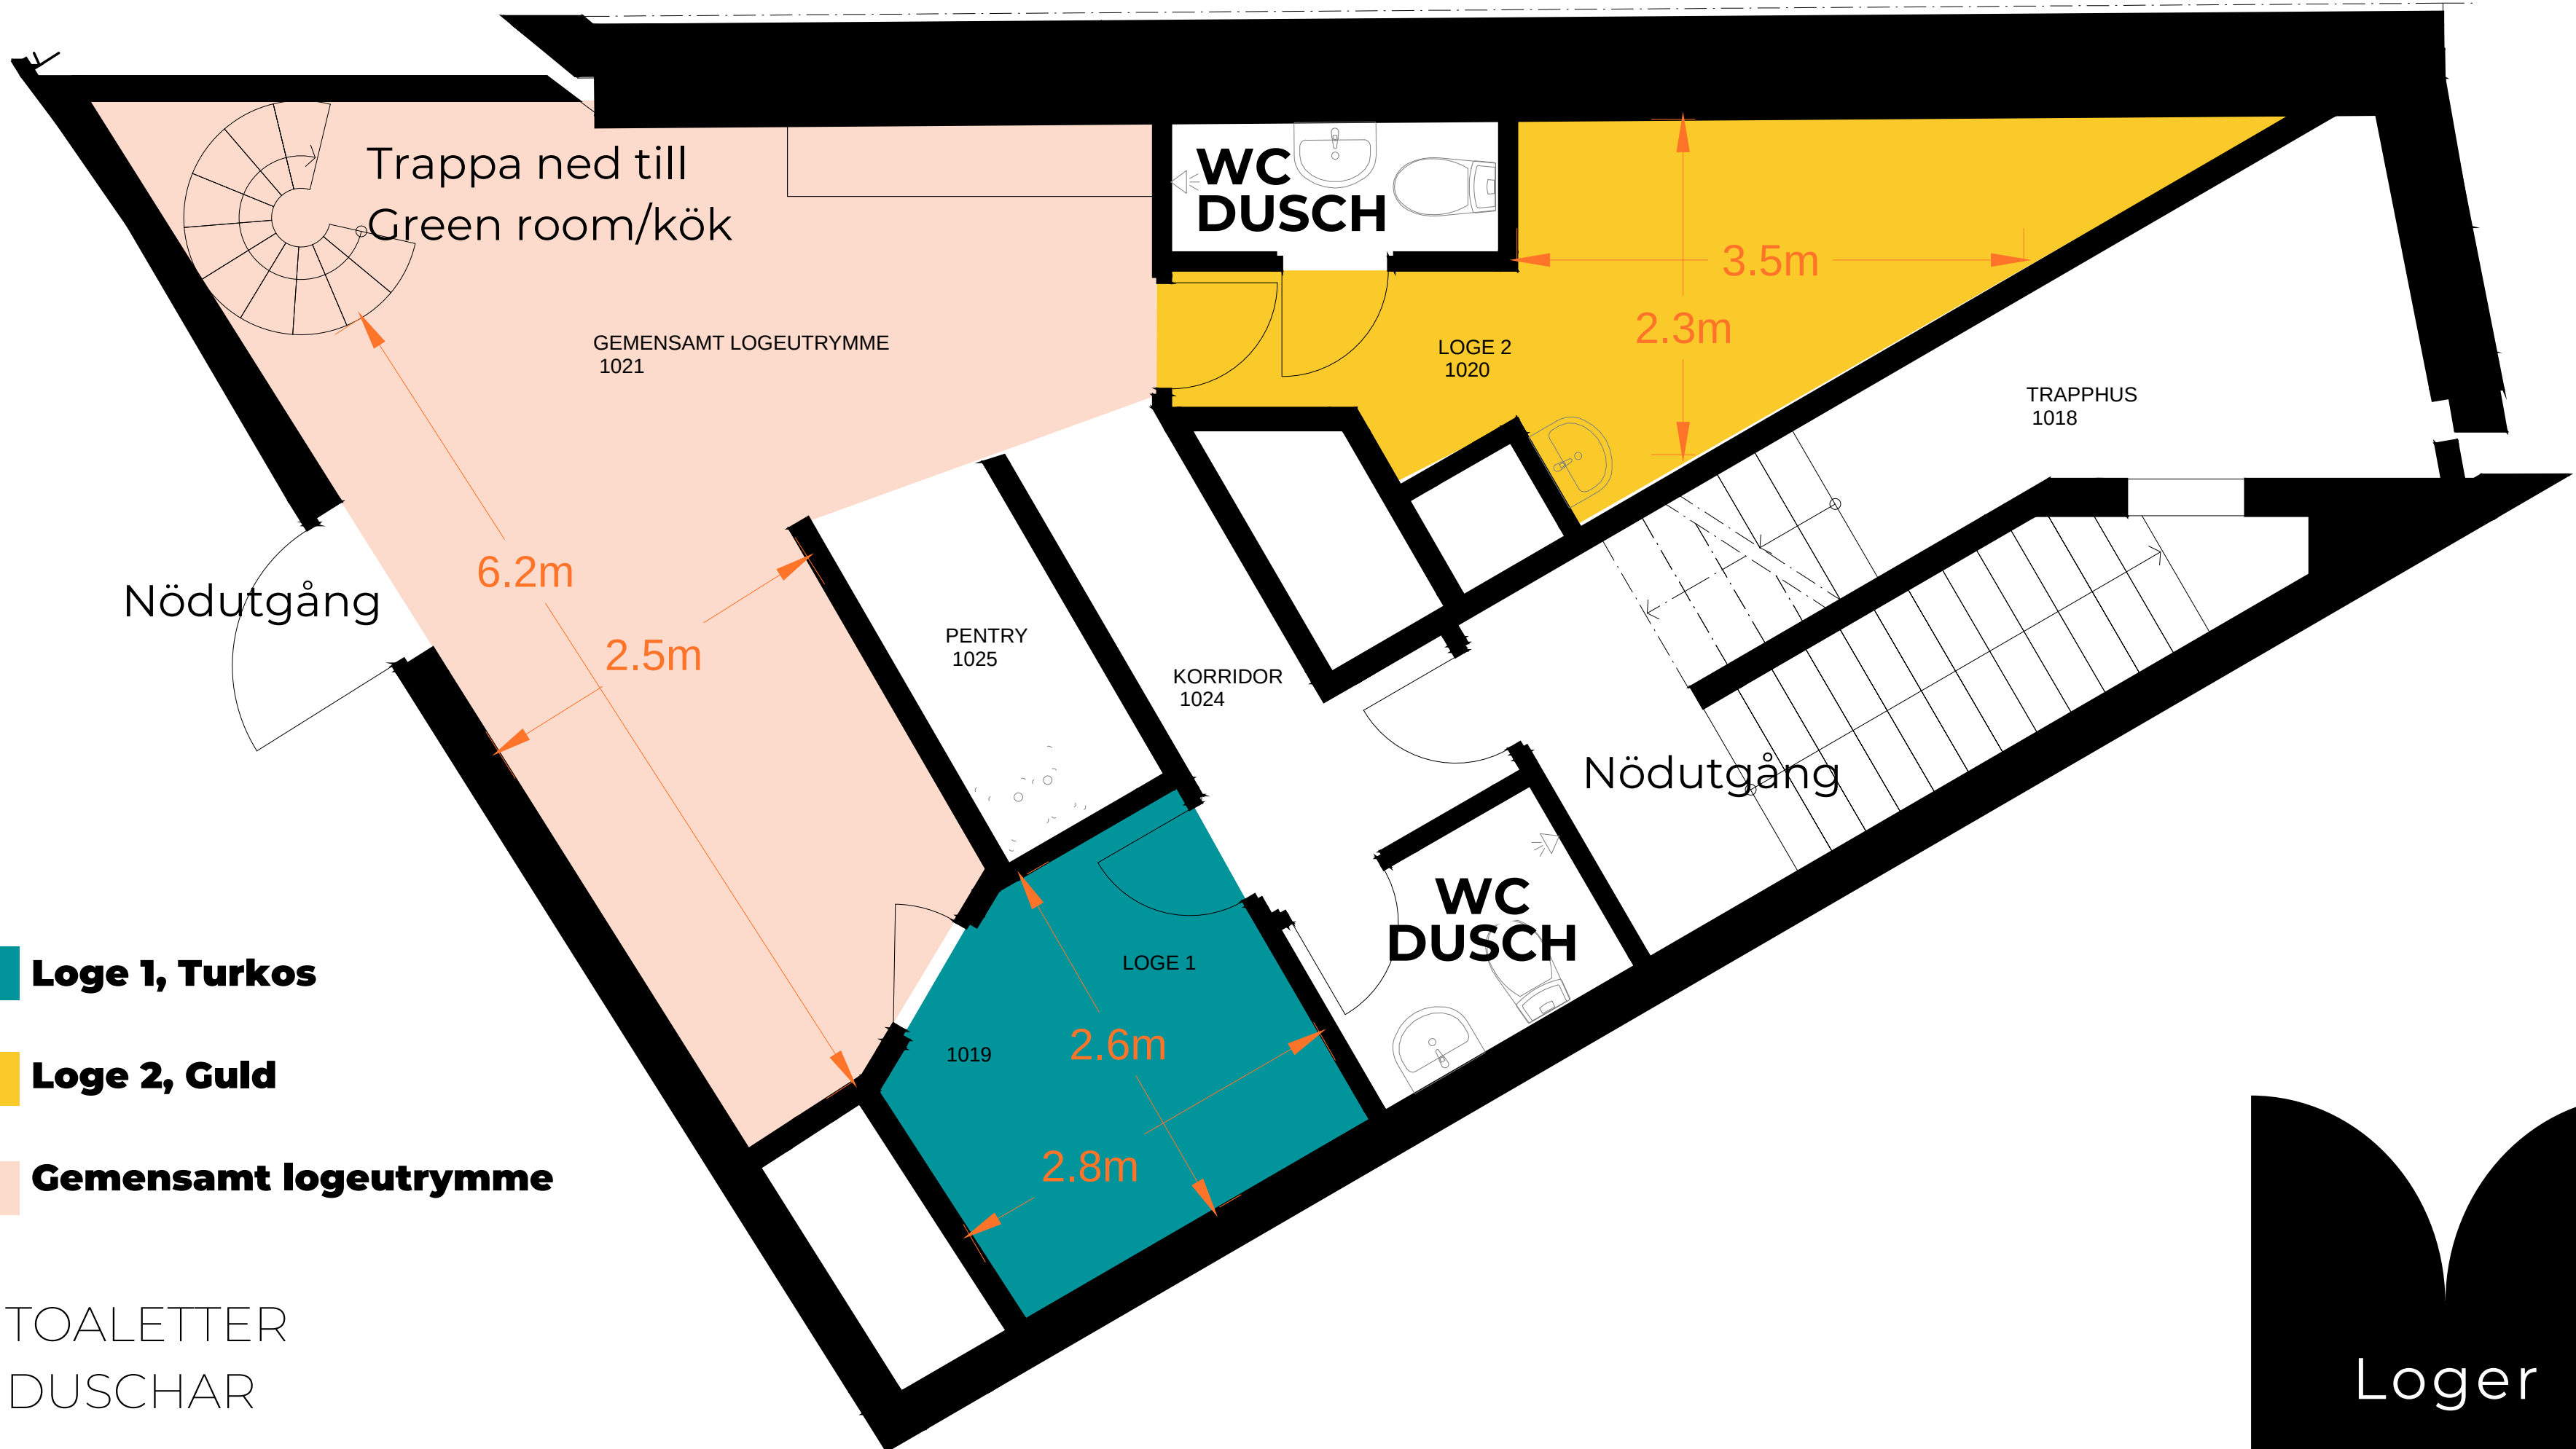 Trappa ned till
Green room/kök
WC
DUSCH
3.5m
2.3m
GEMENSAMT LOGEUTRYMME
1021
LOGE 2
1020
TRAPPHUS
1018
6.2m
Nödutgång
2.5m
PENTRY
1025
KORRIDOR
1024
Nödutgång
WC
DUSCH
LOGE 1
1019
2.6m
2.8m
Loge 1, Turkos
Loge 2, Guld
Gemensamt logeutrymme
TOALETTER
DUSCHAR
Loger